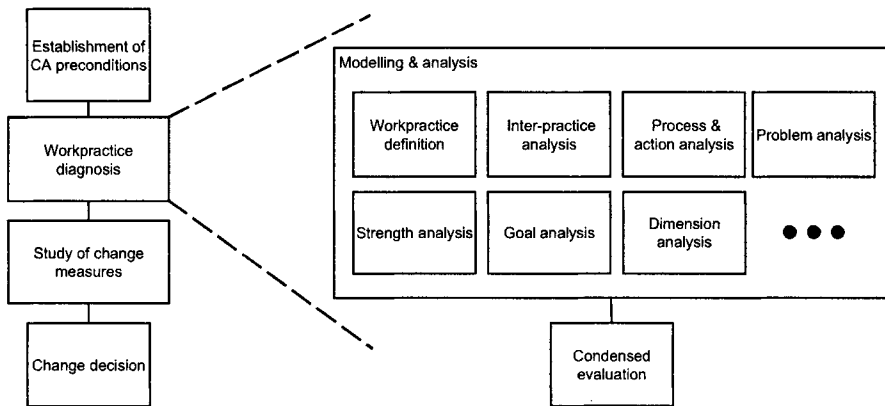 Establishment of
CA preconditions
Workpractice
diagnosis
Study of change
measures
Change decision
Modelling & analysis
Workpractice
definition
Inter-practice
analysis
Process &
action analysis
Problem analysis
Strength analysis
Goal analysis
Dimension
analysis
Condensed
evaluation